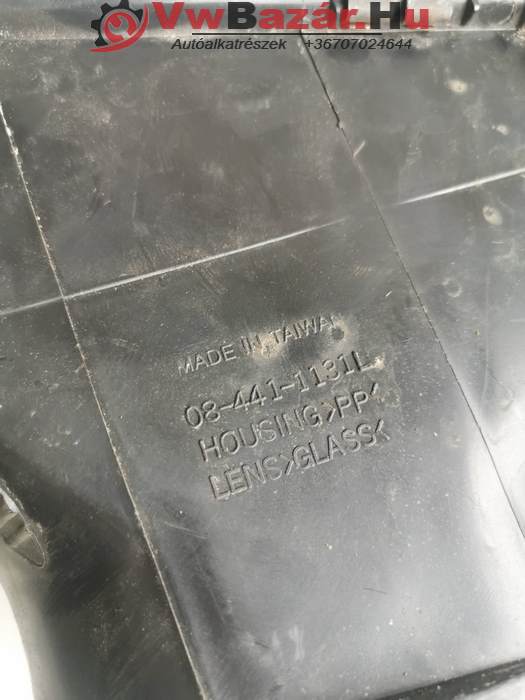 VwBazár.Hu
Autóalkatrészek +36707024644
MADE IN TAIWAN
08-441-1131L
HOUSING>PP<
LENS>GLASS<